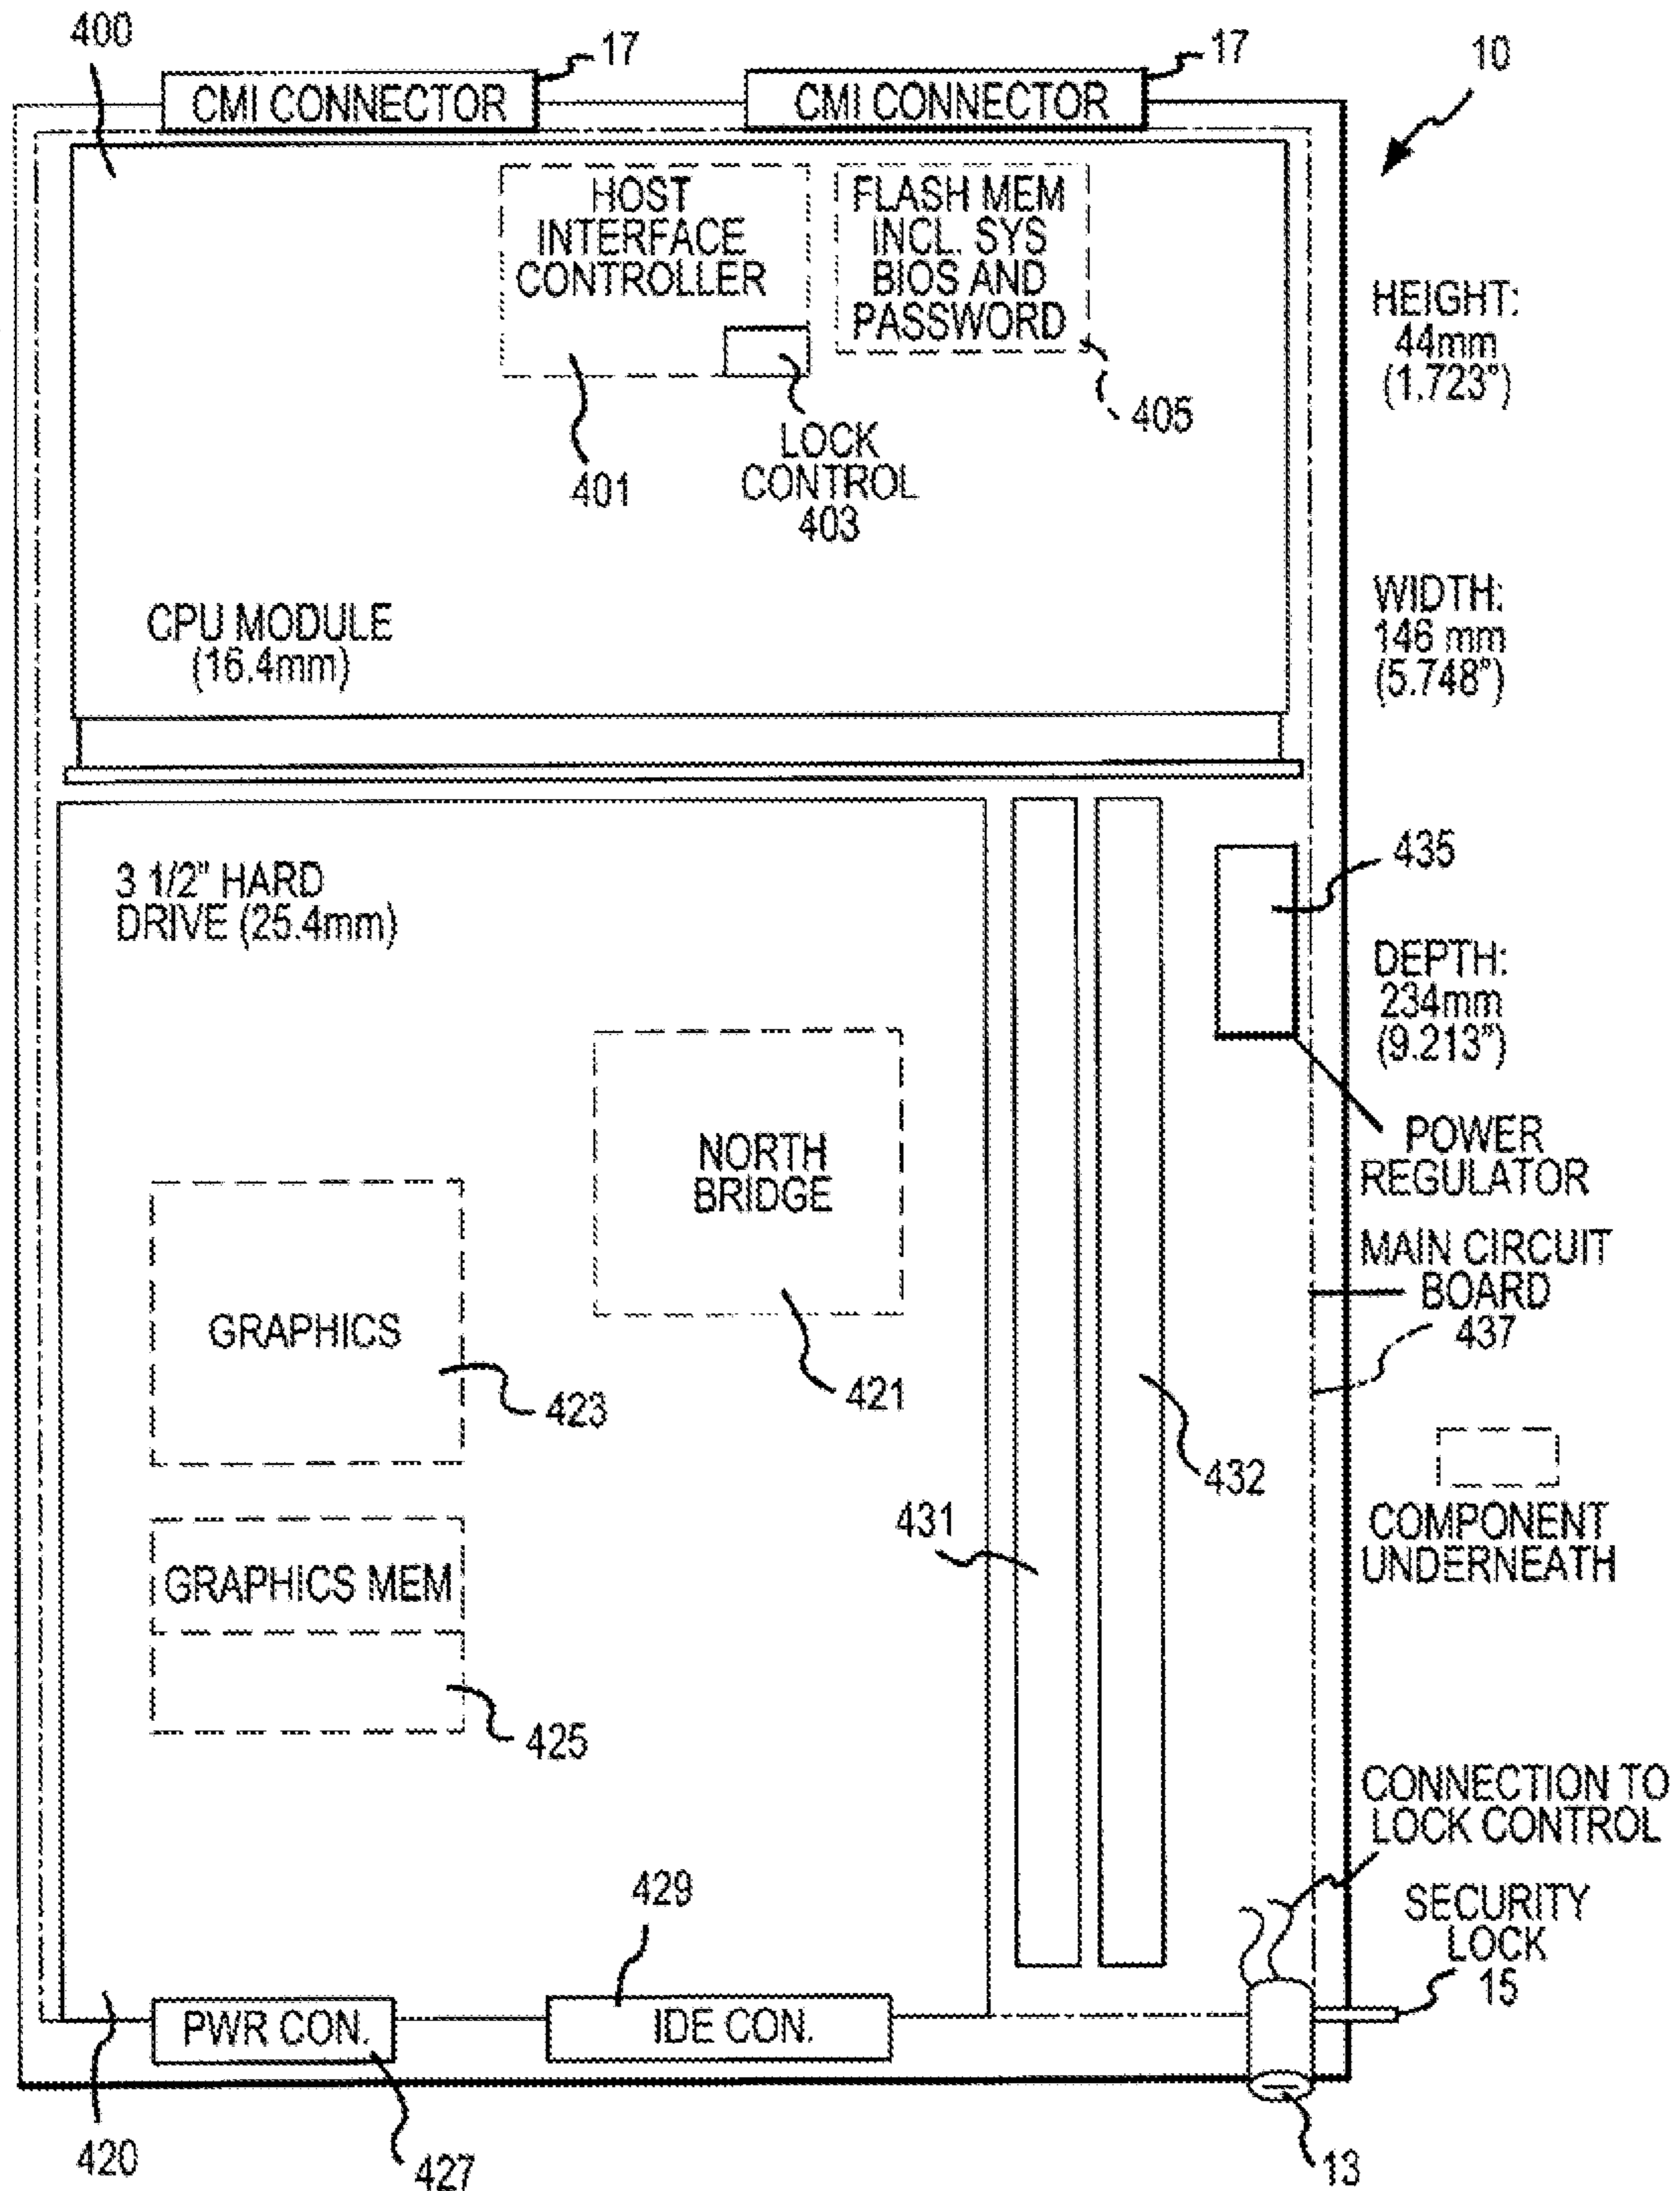 400
17
17
10
CMI CONNECTOR
CMI CONNECTOR
HOST
INTERFACE
CONTROLLER
FLASH MEM
INCL. SYS
BIOS AND
PASSWORD
401
LOCK
CONTROL
403
405
HEIGHT:
44mm
(1.723")
CPU MODULE
(16.4mm)
WIDTH:
146 mm
(5.748")
3 1/2" HARD
DRIVE (25.4mm)
435
DEPTH:
234mm
(9.213")
POWER
REGULATOR
NORTH
BRIDGE
421
GRAPHICS
423
MAIN CIRCUIT
BOARD
437
432
431
COMPONENT
UNDERNEATH
GRAPHICS MEM
425
CONNECTION TO
LOCK CONTROL
SECURITY
LOCK
15
429
PWR CON.
IDE CON.
420
427
13